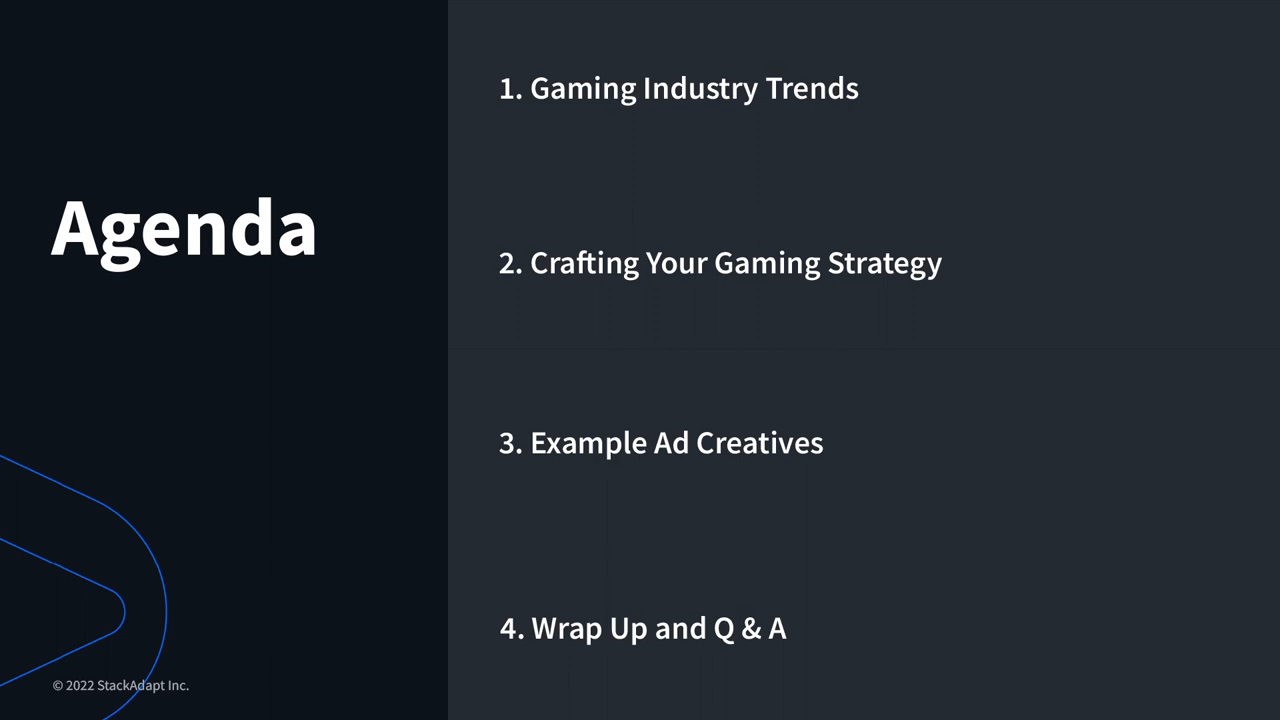 Agenda
1. Gaming Industry Trends
2. Crafting Your Gaming Strategy
3. Example Ad Creatives
4. Wrap Up and Q & A
© 2022 StackAdapt Inc.